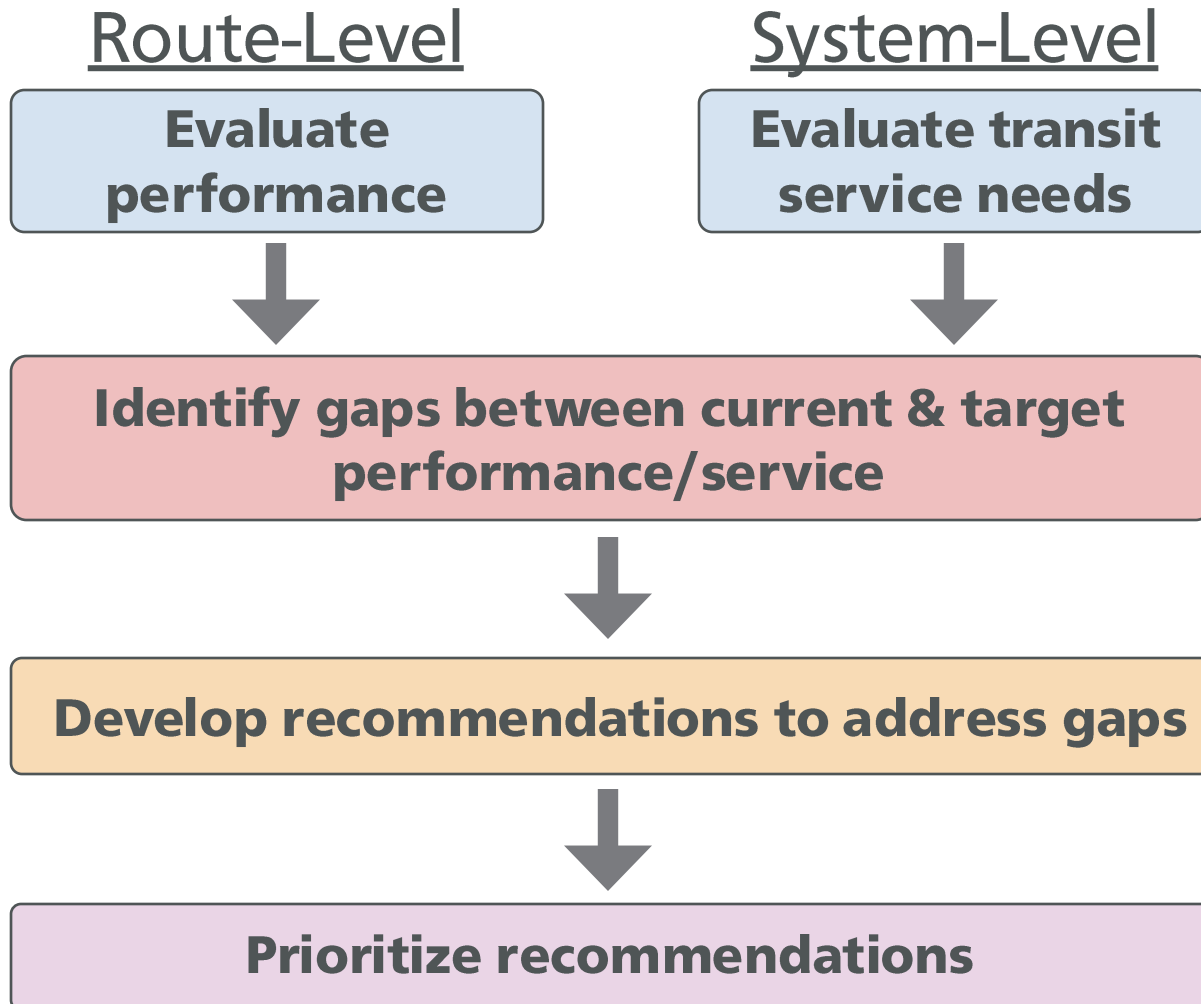 Route-Level
System-Level
Evaluate
performance
Evaluate transit
service needs
Identify gaps between current & target
performance/service
Develop recommendations to address gaps
Prioritize recommendations